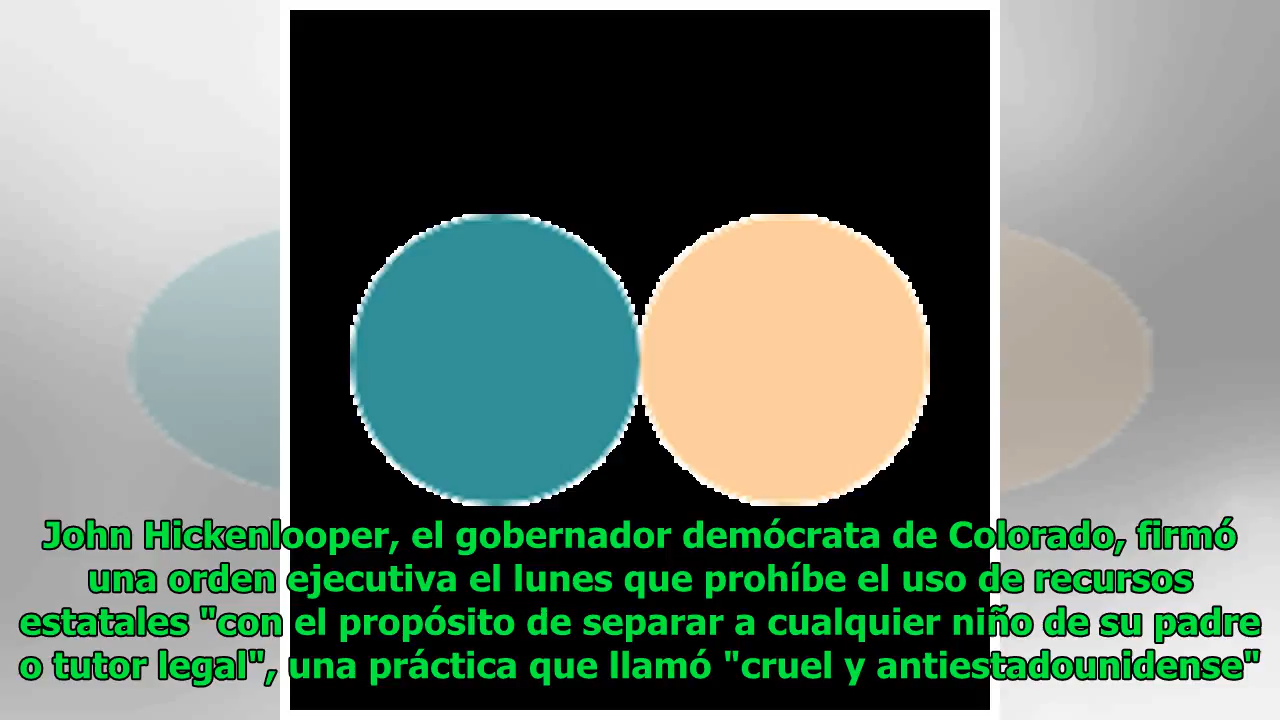 John Hickenlooper, el gobernador demócrata de Colorado, firmó
una orden ejecutiva el lunes que prohíbe el uso de recursos
estatales "con el propósito de separar a cualquier niño de su padre
o tutor legal", una práctica que llamó "cruel y antiestadounidense"